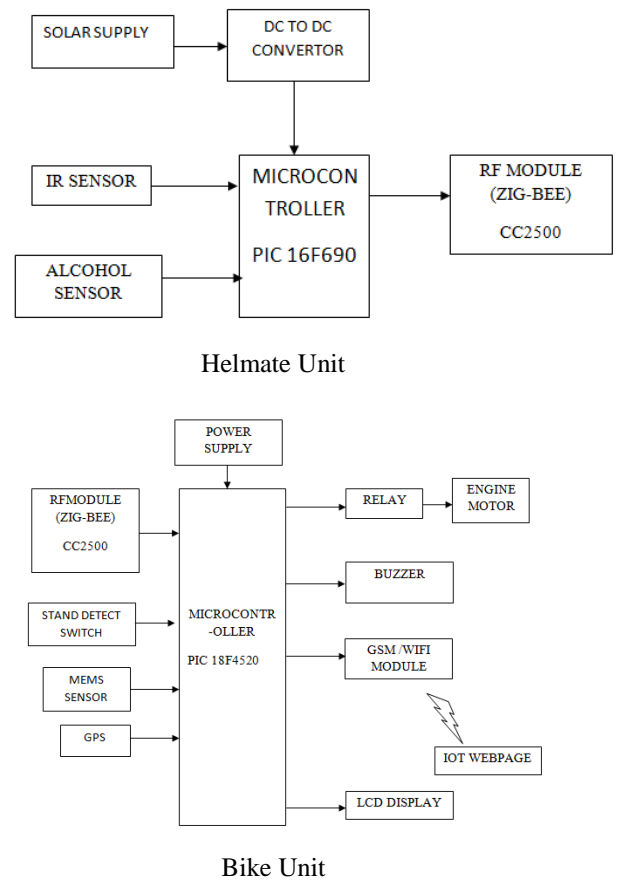 SOLAR SUPPLY
DC TO DC
CONVERTOR
IR SENSOR
MICROCON
TROLLER
PIC 16F690
RF MODULE
(ZIG-BEE)
CC2500
ALCOHOL
SENSOR
Helmate Unit
POWER
SUPPLY
RFMODULE
(ZIG-BEE)
CC2500
RELAY
ENGINE
MOTOR
BUZZER
STAND DETECT
SWITCH
MICROCONTR
-OLLER
PIC 18F4520
GSM /WIFI
MODULE
MEMS
SENSOR
GPS
IOT WEBPAGE
LCD DISPLAY
Bike Unit